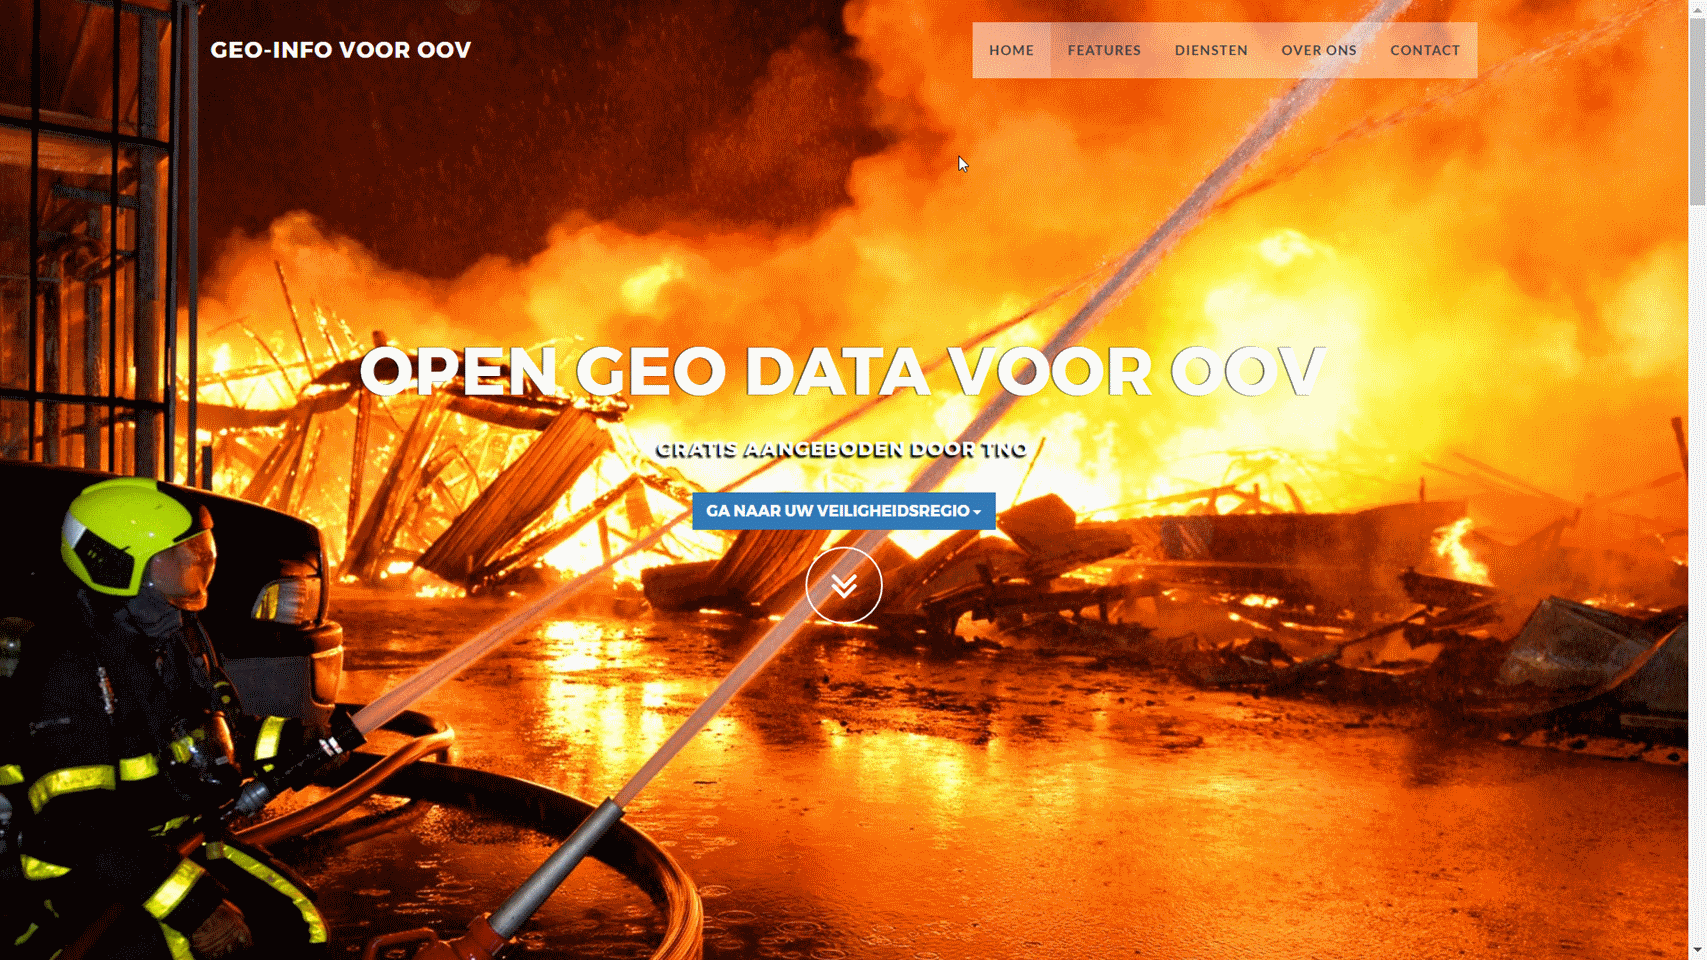 GEO-INFO VOOR OOV
HOME FEATURES DIENSTEN OVER ONS CONTACT
OPEN GEO DATA VOOR OOV
GRATIS AANGEBODEN DOOR TNO
GA NAAR UW VEILIGHEIDSREGIO